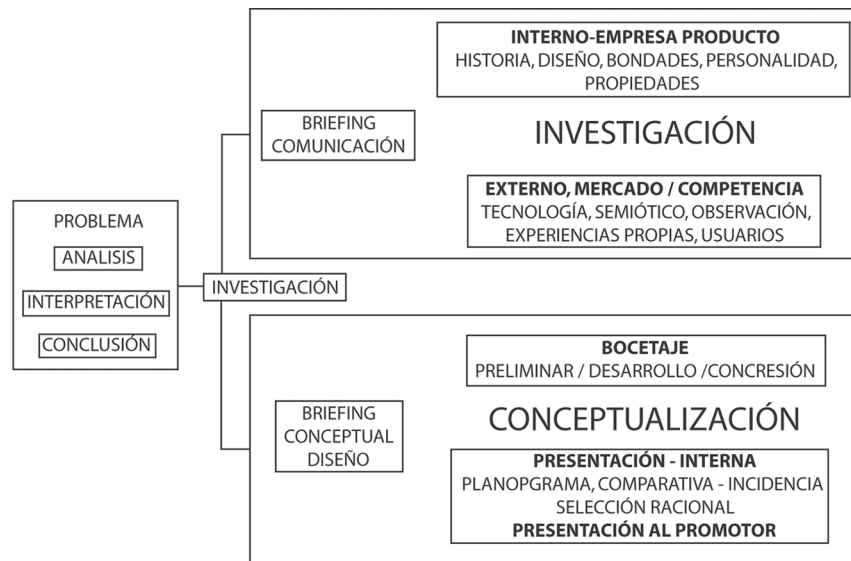 PROBLEMA
ANALISIS
INTERPRETACIÓN
CONCLUSIÓN
INVESTIGACIÓN
BRIEFING
COMUNICACIÓN
INTERNO-EMPRESA PRODUCTO
HISTORIA, DISEÑO, BONDADES, PERSONALIDAD,
PROPIEDADES
INVESTIGACIÓN
EXTERNO, MERCADO / COMPETENCIA
TECNOLOGÍA, SEMIÓTICO, OBSERVACIÓN,
EXPERIENCIAS PROPIAS, USUARIOS
BRIEFING
CONCEPTUAL
DISEÑO
BOCETAJE
PRELIMINAR / DESARROLLO /CONCRESIÓN
CONCEPTUALIZACIÓN
PRESENTACIÓN - INTERNA
PLANOPGRAMA, COMPARATIVA - INCIDENCIA
SELECCIÓN RACIONAL
PRESENTACIÓN AL PROMOTOR